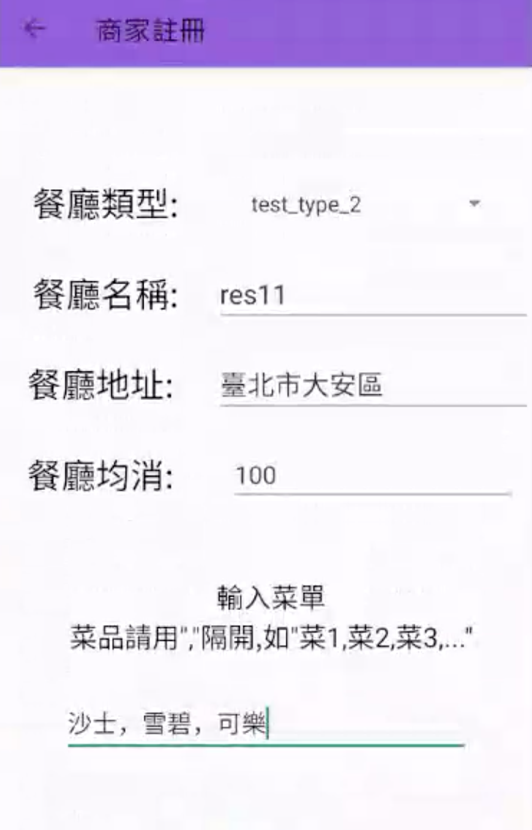 商家註冊
餐廳類型: test_type_2
餐廳名稱: res11
餐廳地址: 臺北市大安區
餐廳均消: 100
輸入菜單
菜品請用","隔開,如"菜1,菜2,菜3,..."
沙士，雪碧，可樂